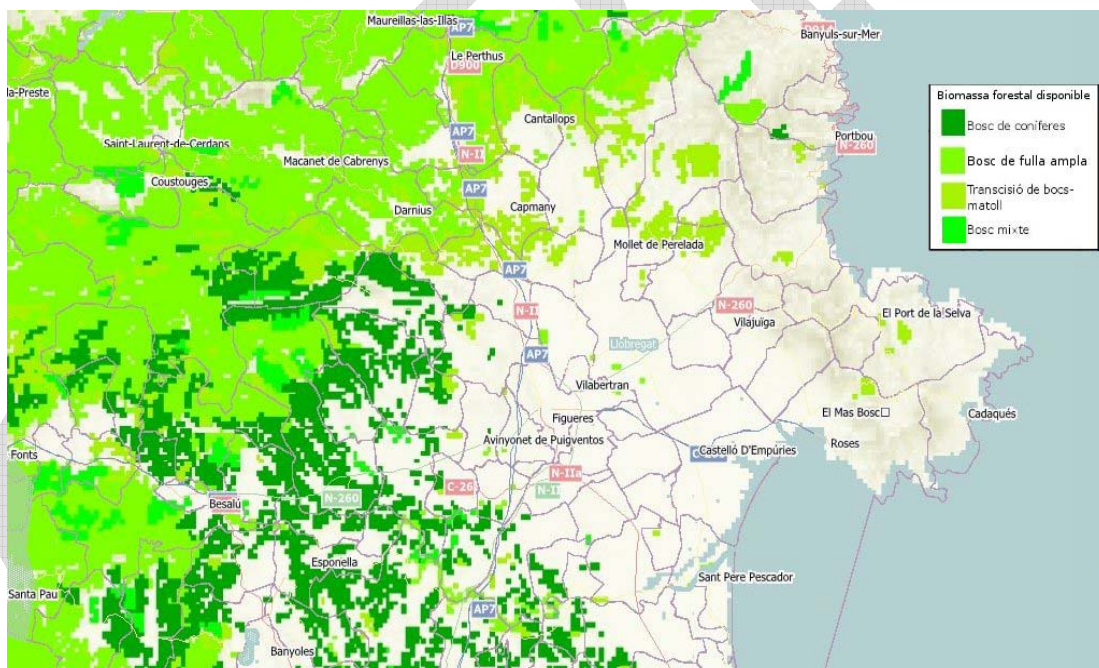 Maureillas-las-Illas
AP7
Banyuls-sur-Mer
Le Perthus
D900
la-Preste
Biomassa forestal disponible
Bosc de coníferes
Bosc de fulla ampla
Transcisió de bocs-
matoll
Bosc mixte
Cantallops
AP7
Portbou
N-260
Saint-Laurent-de-Cerdans
N-II
Macanet de Cabrenys
Coustouges
AP7
Darnius
Capmany
Mollet de Perelada
AP7
N-II
N-260
Vilajuïga
El Port de la Selva
Llobregat
AP7
Vilabertran
Figueres
El Mas Bosc
Cadaqués
Avinyonet de Puigventos
Roses
Fonts
Castelló D'Empúries
N-IIa
C-26
N-II
Besalú
N-260
Esponella
Sant Pere Pescador
Santa Pau
AP7
Banyoles